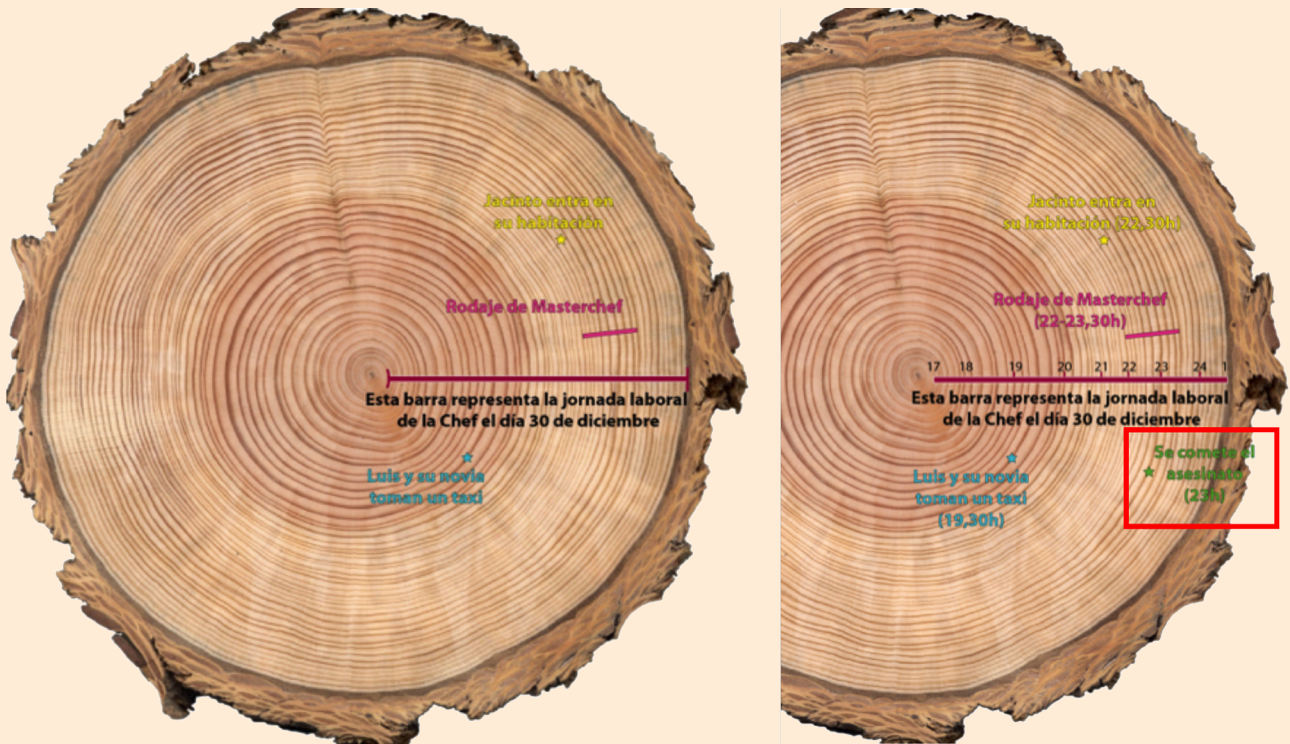 Jacinto entra en
su habitación
Rodaje de Masterchef
Esta barra representa la jornada laboral
de la Chef el día 30 de diciembre
Luis y su novia
toman un taxi
Jacinto entra en
su habitación (22,30h)
Rodaje de Masterchef
(22-23,30h)
17 18 19 20 21 22 23 24 1
Esta barra representa la jornada laboral
de la Chef el día 30 de diciembre
Se comete el
asesinato
(23h)
Luis y su novia
toman un taxi
(19,30h)